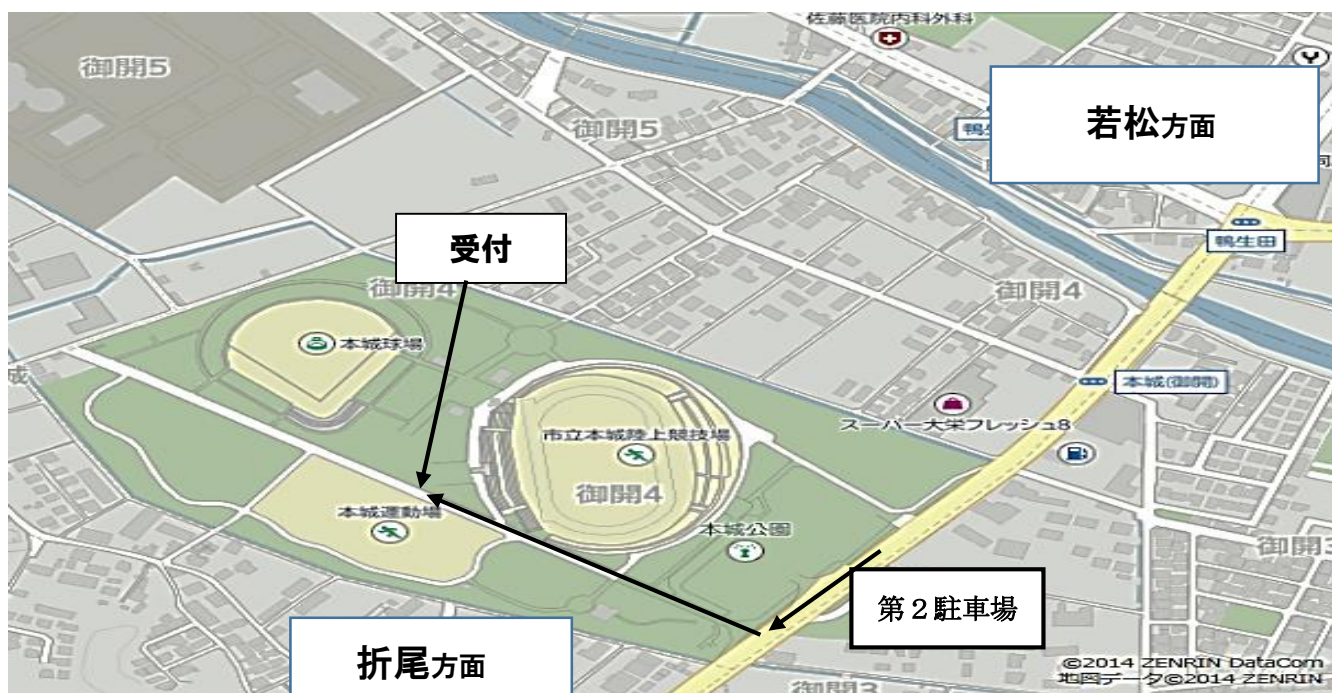 佐藤医院内科外科
御開5
御開5
若松方面
鴨生田
受付
御開4
御開4
本城球場
本城(御開)
スーパー大栄フレッシュ8
市立本城陸上競技場
御開4
本城運動場
本城公園
御開3
第2駐車場
折尾方面
©2014 ZENRIN DataCom
地図データ©2014 ZENRIN
御開3